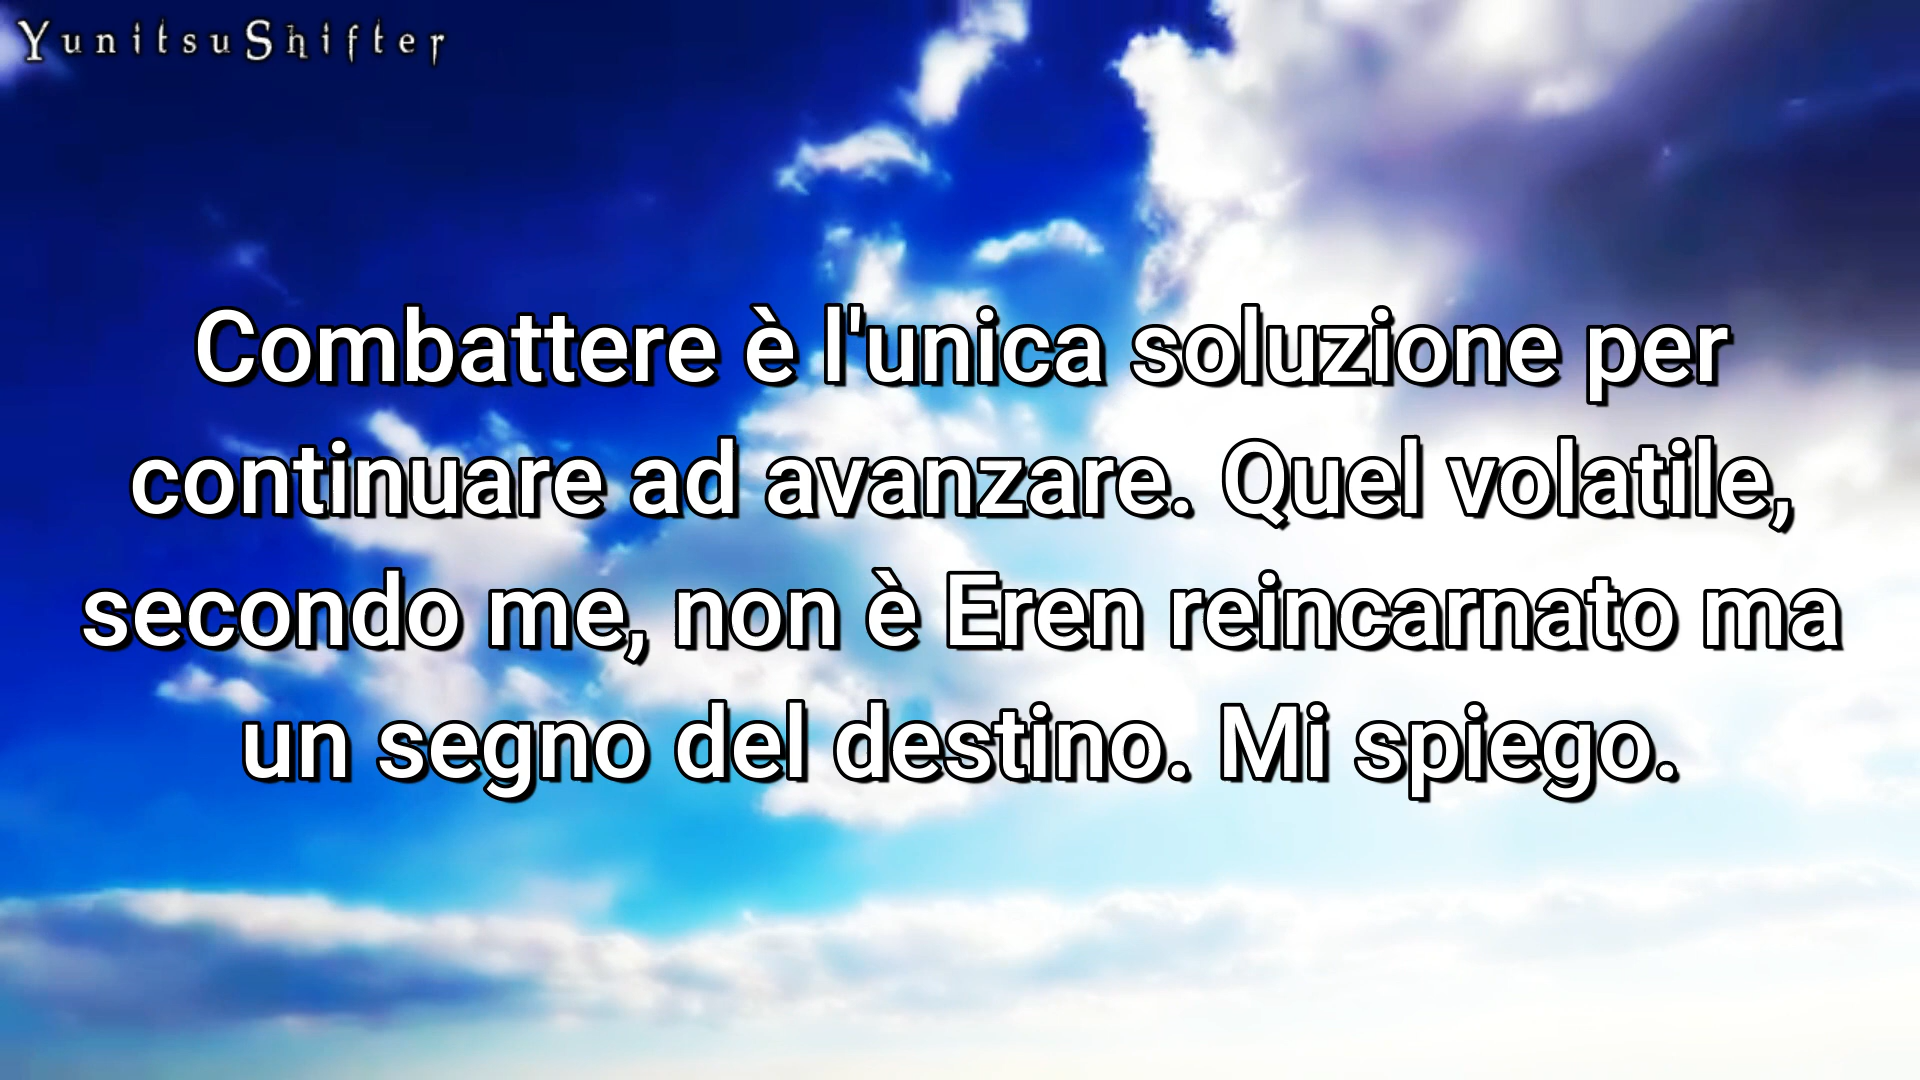 YunitsuShifter
Combattere è l'unica soluzione per
continuare ad avanzare. Quel volatile,
secondo me, non è Eren reincarnato ma
un segno del destino. Mi spiego.